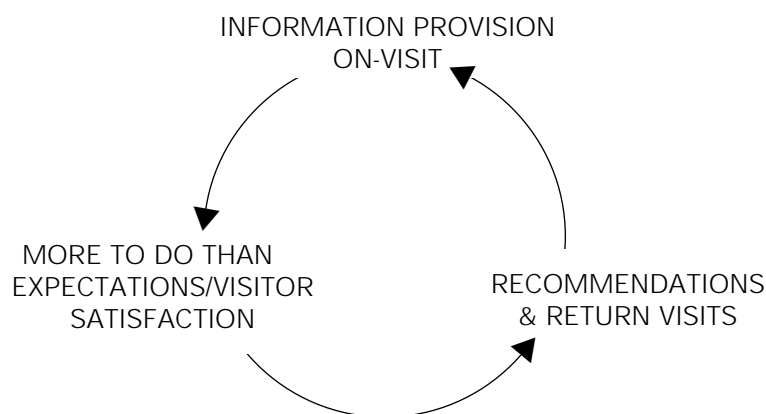 INFORMATION PROVISION
ON-VISIT
MORE TO DO THAN
EXPECTATIONS/VISITOR
SATISFACTION
RECOMMENDATIONS
& RETURN VISITS